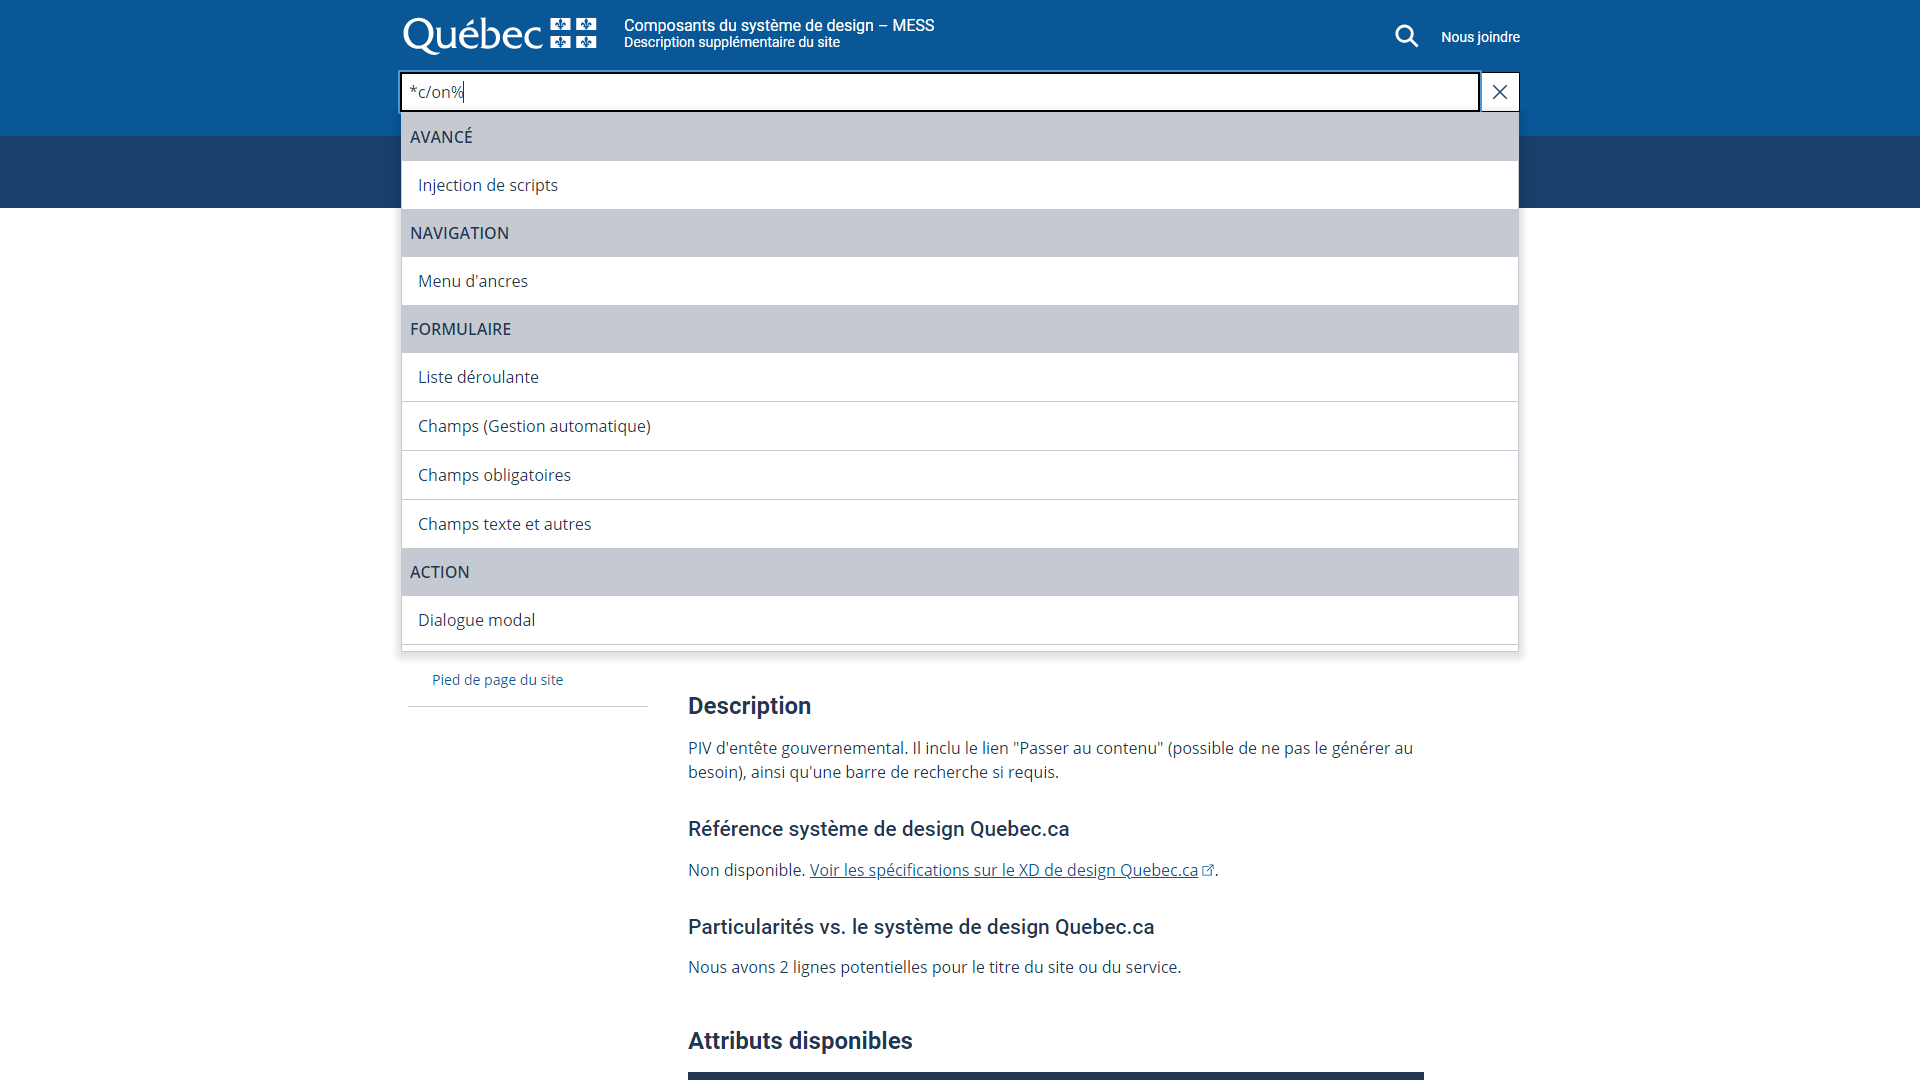 Québec
Composants du système de design – MESS
Description supplémentaire du site
Nous joindre
*c/on%
AVANCÉ
Injection de scripts
NAVIGATION
Menu d'ancres
FORMULAIRE
Liste déroulante
Champs (Gestion automatique)
Champs obligatoires
Champs texte et autres
ACTION
Dialogue modal
Pied de page du site
Description
PIV d'entête gouvernemental. Il inclu le lien "Passer au contenu" (possible de ne pas le générer au
besoin), ainsi qu'une barre de recherche si requis.
Référence système de design Quebec.ca
Non disponible. Voir les spécifications sur le XD de design Quebec.ca.
Particularités vs. le système de design Quebec.ca
Nous avons 2 lignes potentielles pour le titre du site ou du service.
Attributs disponibles